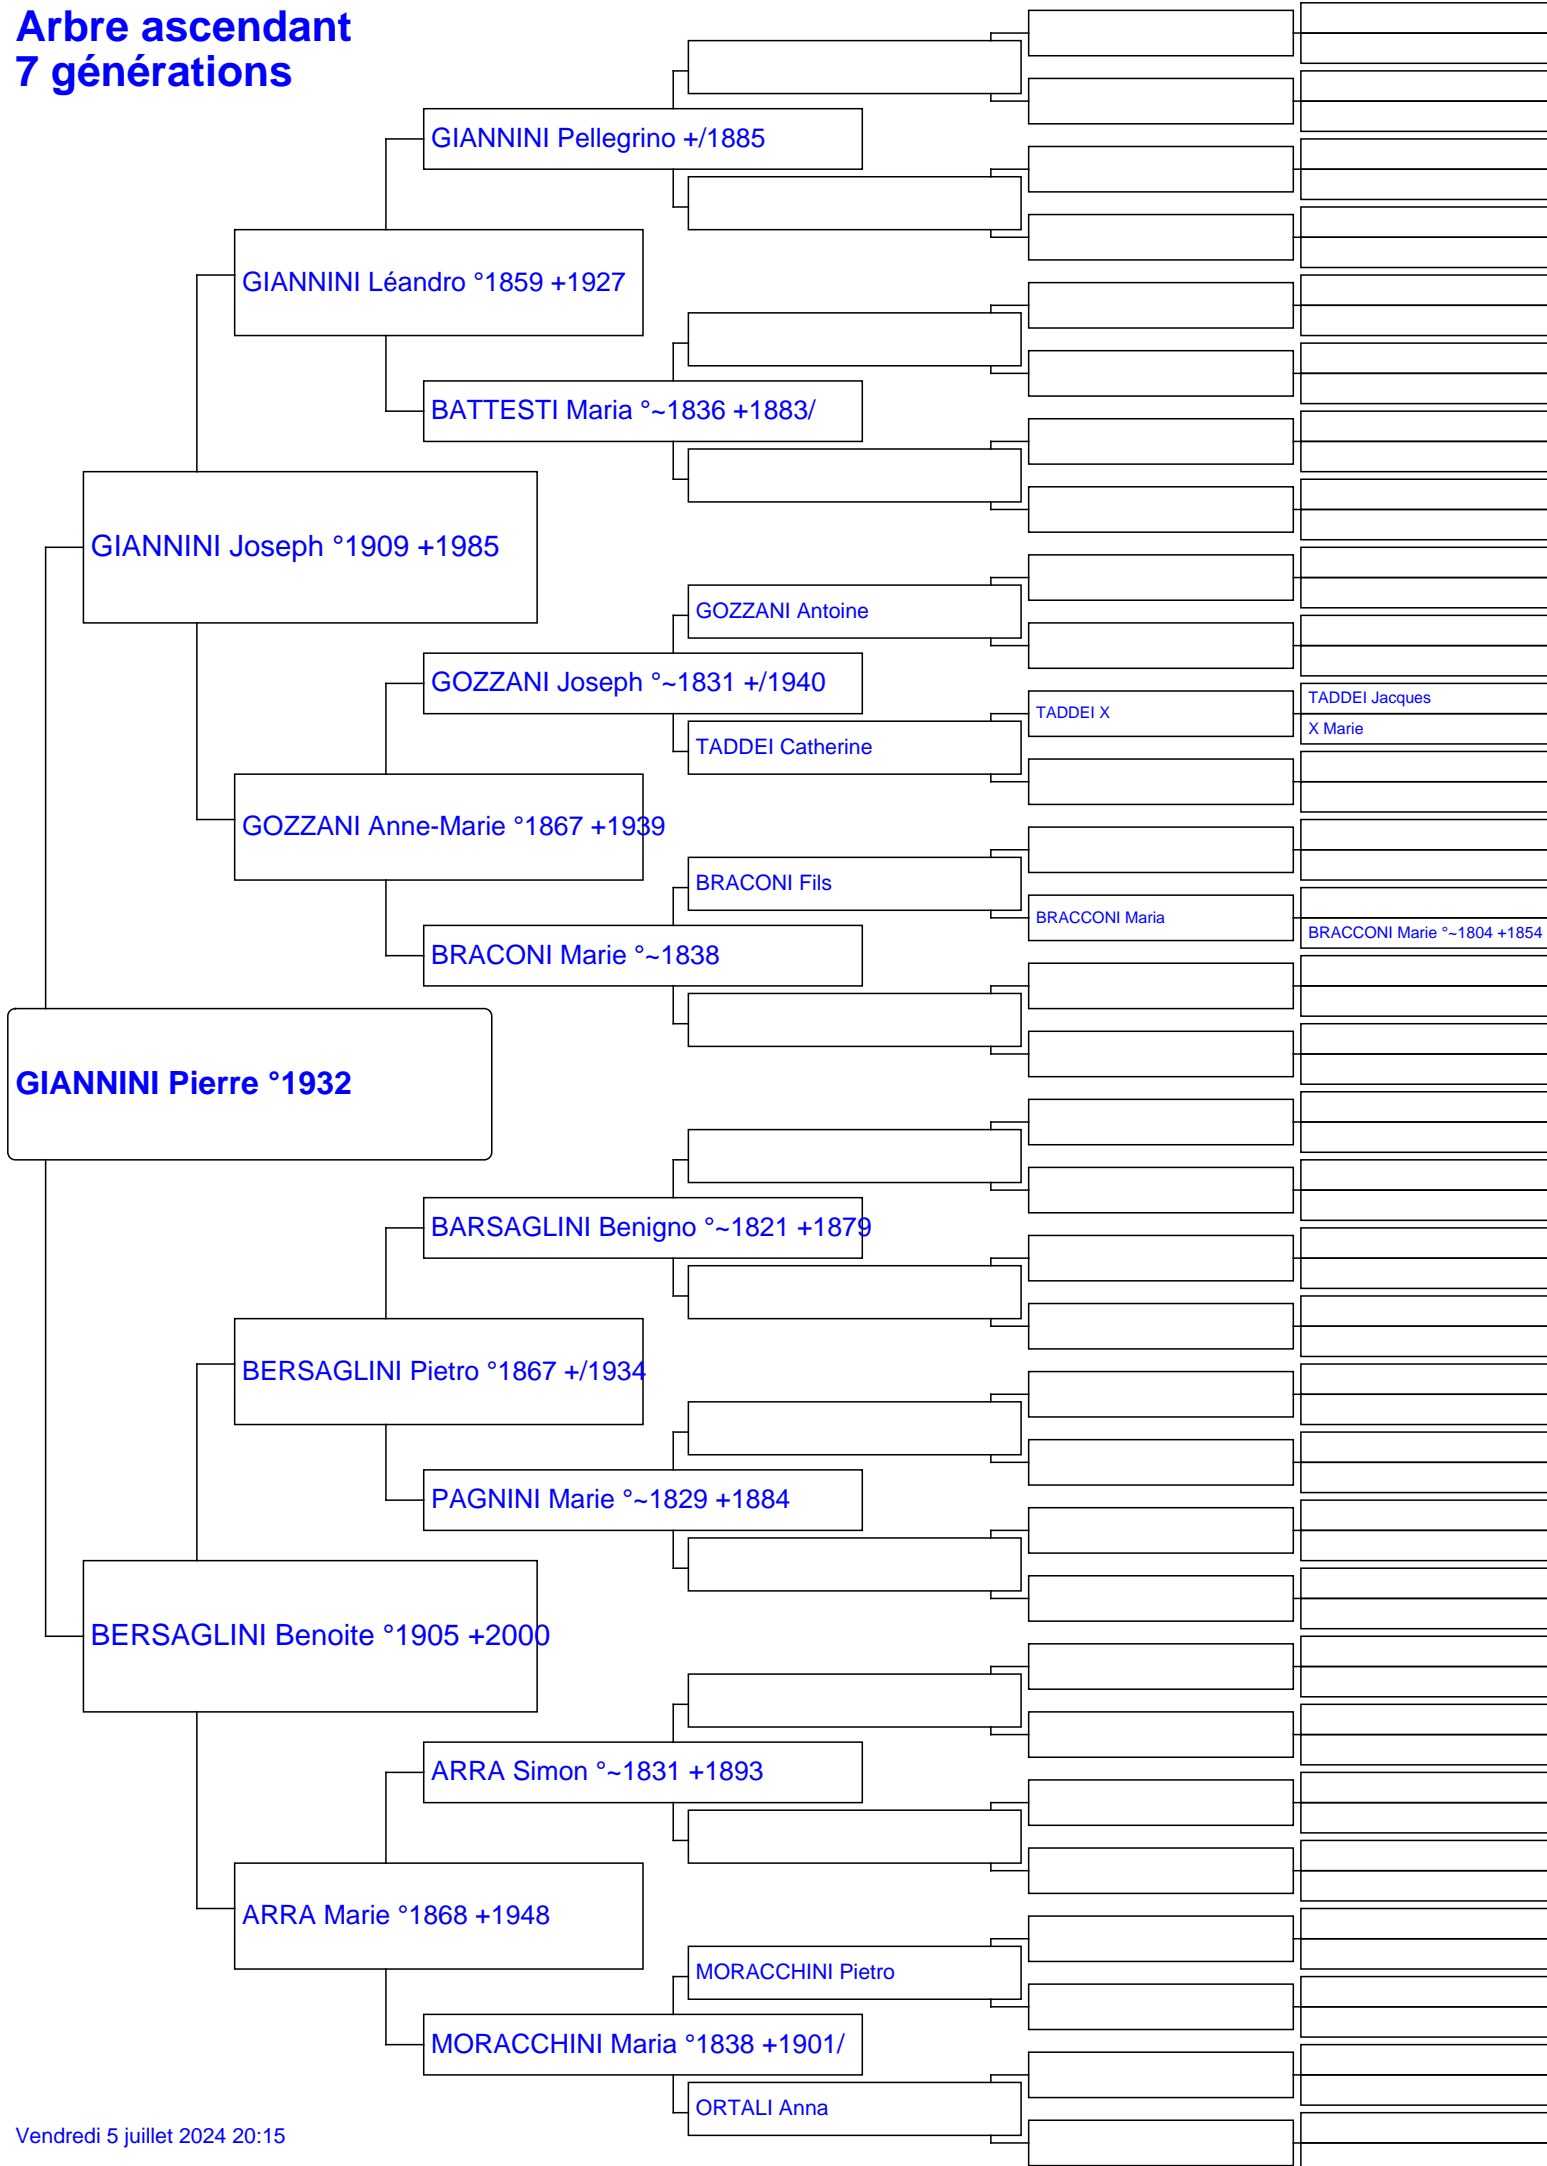 Arbre ascendant
7 générations
GIANNINI Pellegrino +/1885
GIANNINI Léandro °1859 +1927
BATTESTI Maria °~1836 +1883/
GIANNINI Joseph °1909 +1985
GOZZANI Antoine
GOZZANI Joseph °~1831 +/1940
TADDEI Jacques
TADDEI X
X Marie
TADDEI Catherine
GOZZANI Anne-Marie °1867 +1939
BRACONI Fils
BRACCONI Maria
BRACCONI Marie °~1804 +1854
BRACONI Marie °~1838
GIANNINI Pierre °1932
BARSAGLINI Benigno °~1821 +1879
BERSAGLINI Pietro °1867 +/1934
PAGNINI Marie °~1829 +1884
BERSAGLINI Benoite °1905 +2000
ARRA Simon °~1831 +1893
ARRA Marie °1868 +1948
MORACCHINI Pietro
MORACCHINI Maria °1838 +1901/
ORTALI Anna
Vendredi 5 juillet 2024 20:15